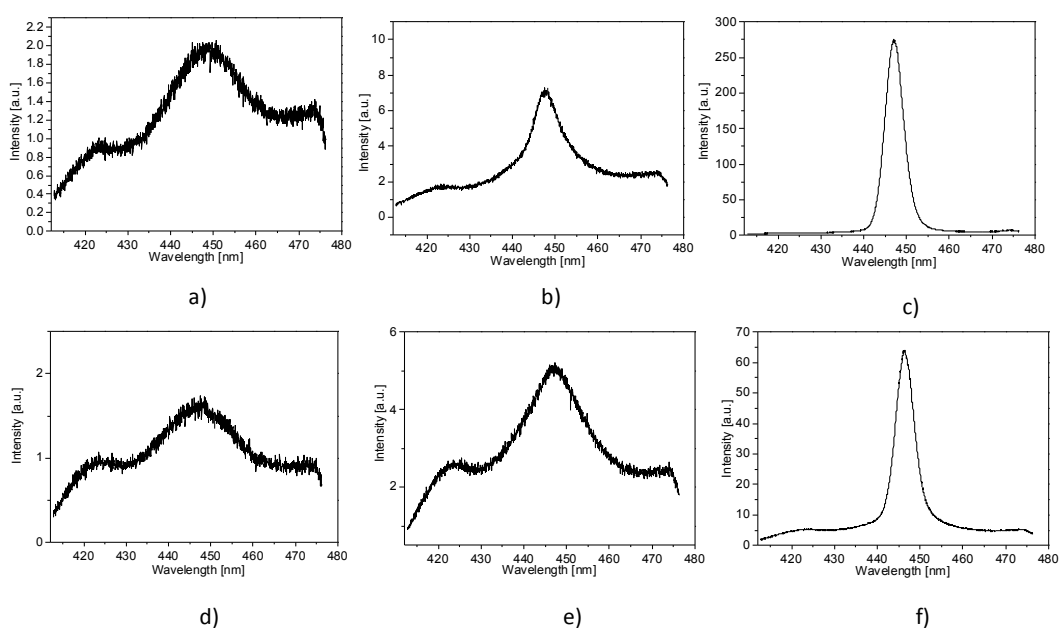 2.2
2.0
1.8
1.6
1.4
1.2
1.0
0.8
0.6
0.4
0.2
0.0
Intensity [a.u.]
420 430 440 450 460 470 480
Wavelength [nm]
a)
10
8
6
4
2
0
Intensity [a.u.]
420 430 440 450 460 470 480
Wavelength [nm]
b)
300
250
200
150
100
50
0
Intensity [a.u.]
420 430 440 450 460 470 480
Wavelength [nm]
c)
2
1
0
Intensity [a.u.]
420 430 440 450 460 470 480
Wavelength [nm]
d)
6
4
2
Intensity [a.u.]
420 430 440 450 460 470 480
Wavelength [nm]
e)
70
60
50
40
30
20
10
0
Intensity [a.u.]
420 430 440 450 460 470 480
Wavelength [nm]
f)